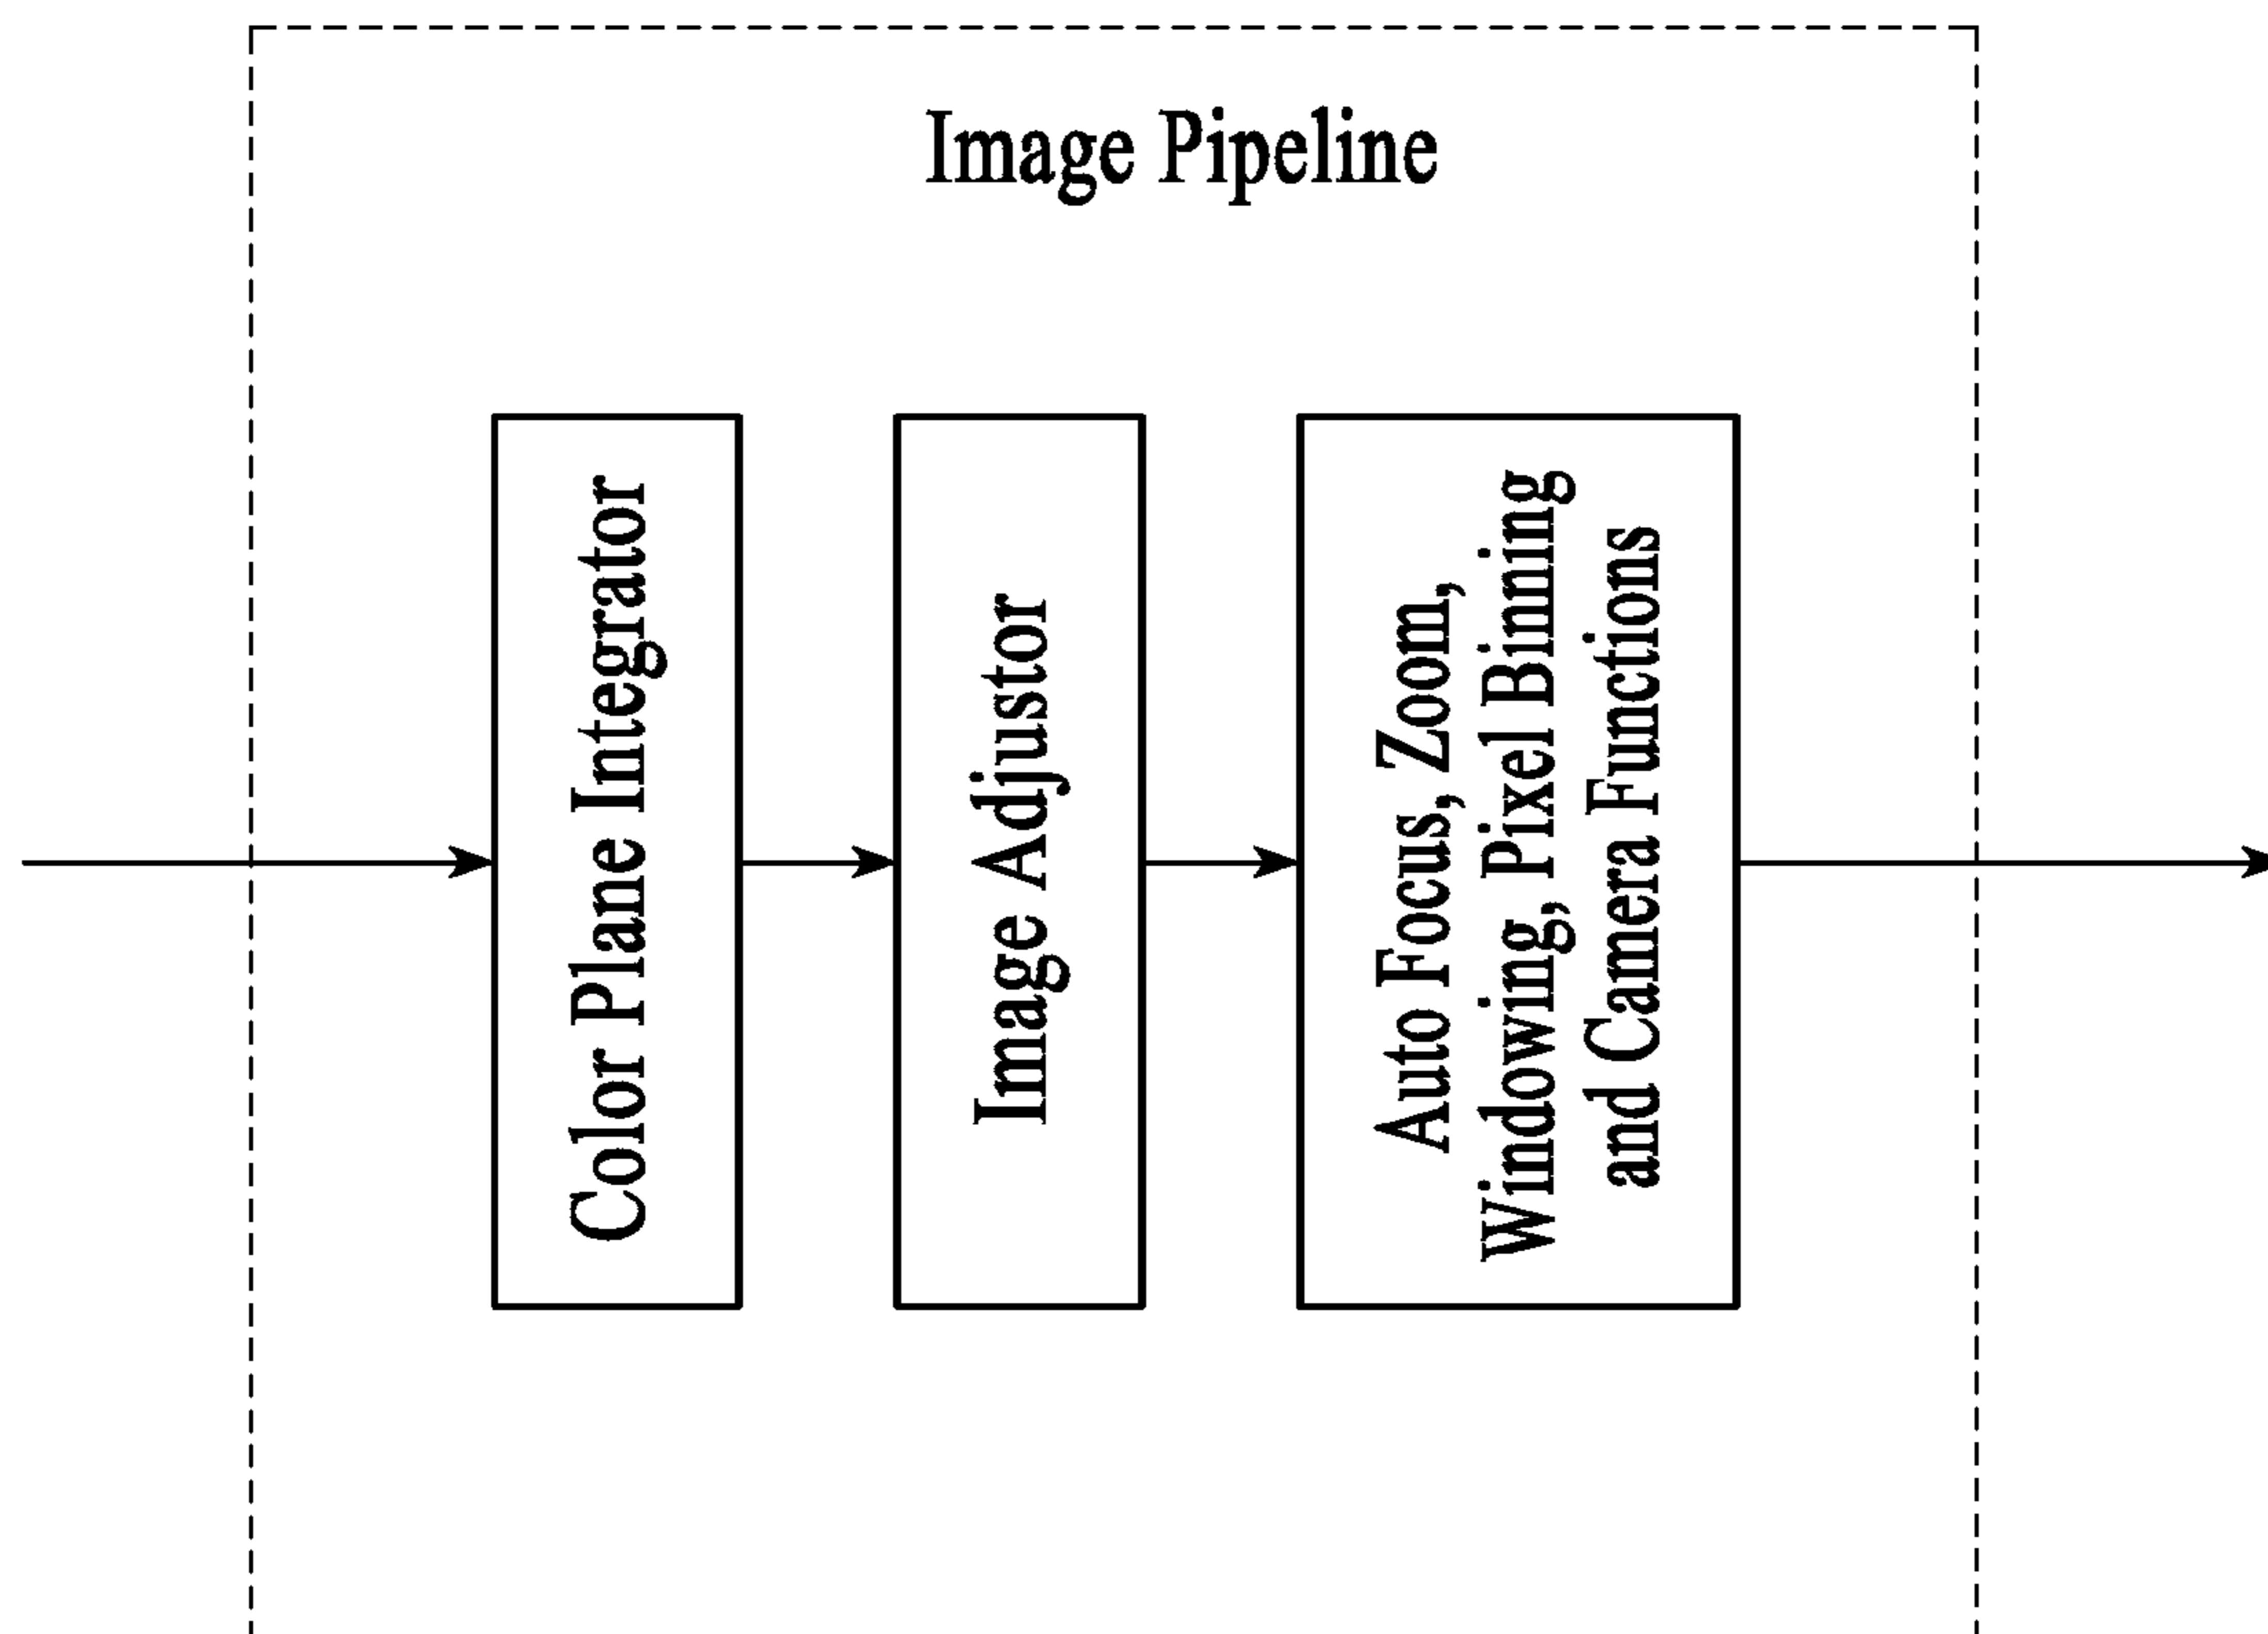 Image Pipeline
Color Plane Integrator
Image Adjustor
Auto Focus, Zoom,
Windowing, Pixel Binning
and Camera Functions